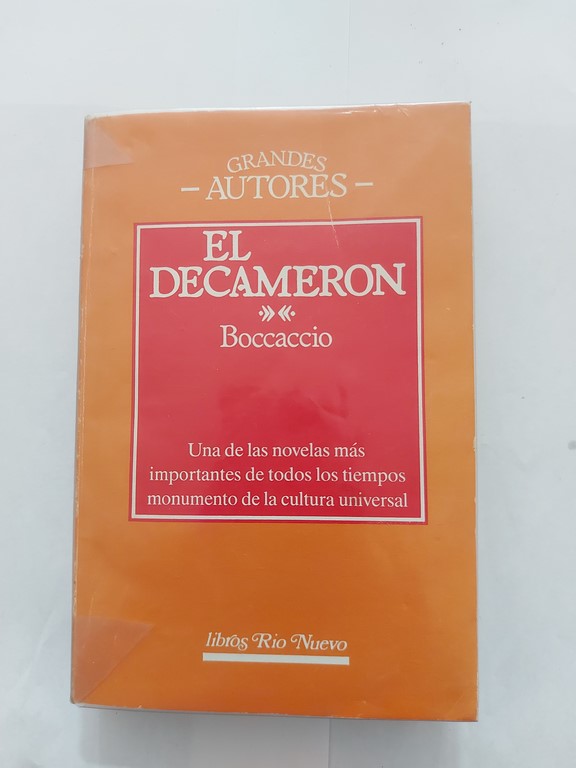 GRANDES
- AUTORES -
EL
DECAMERON
Boccaccio
Una de las novelas más
importantes de todos los tiempos
monumento de la cultura universal
libros Rio Nuevo